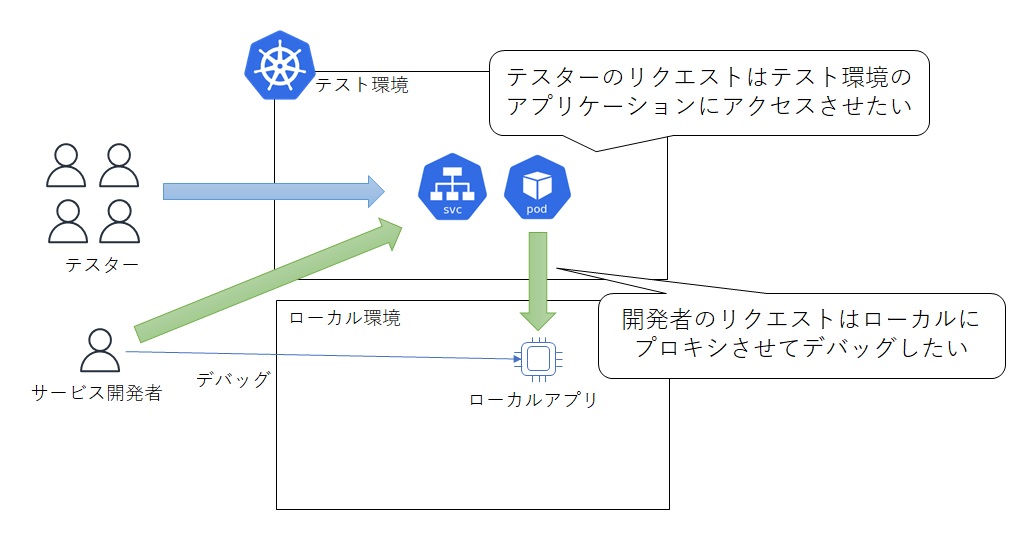 テスト環境
テスターのリクエストはテスト環境の
アプリケーションにアクセスさせたい
svc
pod
テスター
ローカル環境
開発者のリクエストはローカルに
プロキシさせてデバッグしたい
サービス開発者
デバッグ
ローカルアプリ